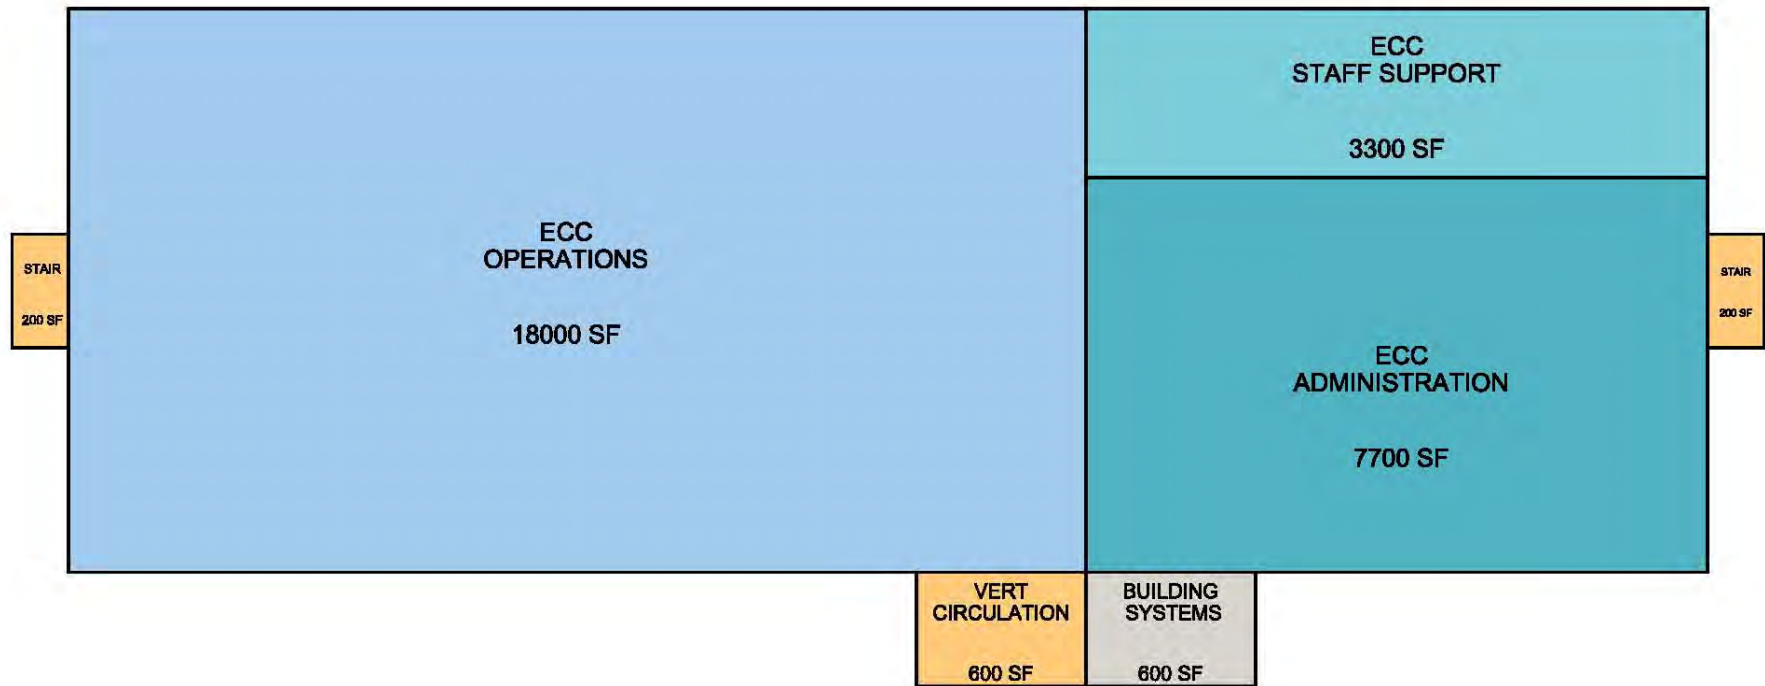 ECC
STAFF SUPPORT
3300 SF
ECC
OPERATIONS
18000 SF
STAIR
200 SF
STAIR
200 SF
ECC
ADMINISTRATION
7700 SF
VERT
CIRCULATION
600 SF
BUILDING
SYSTEMS
600 SF